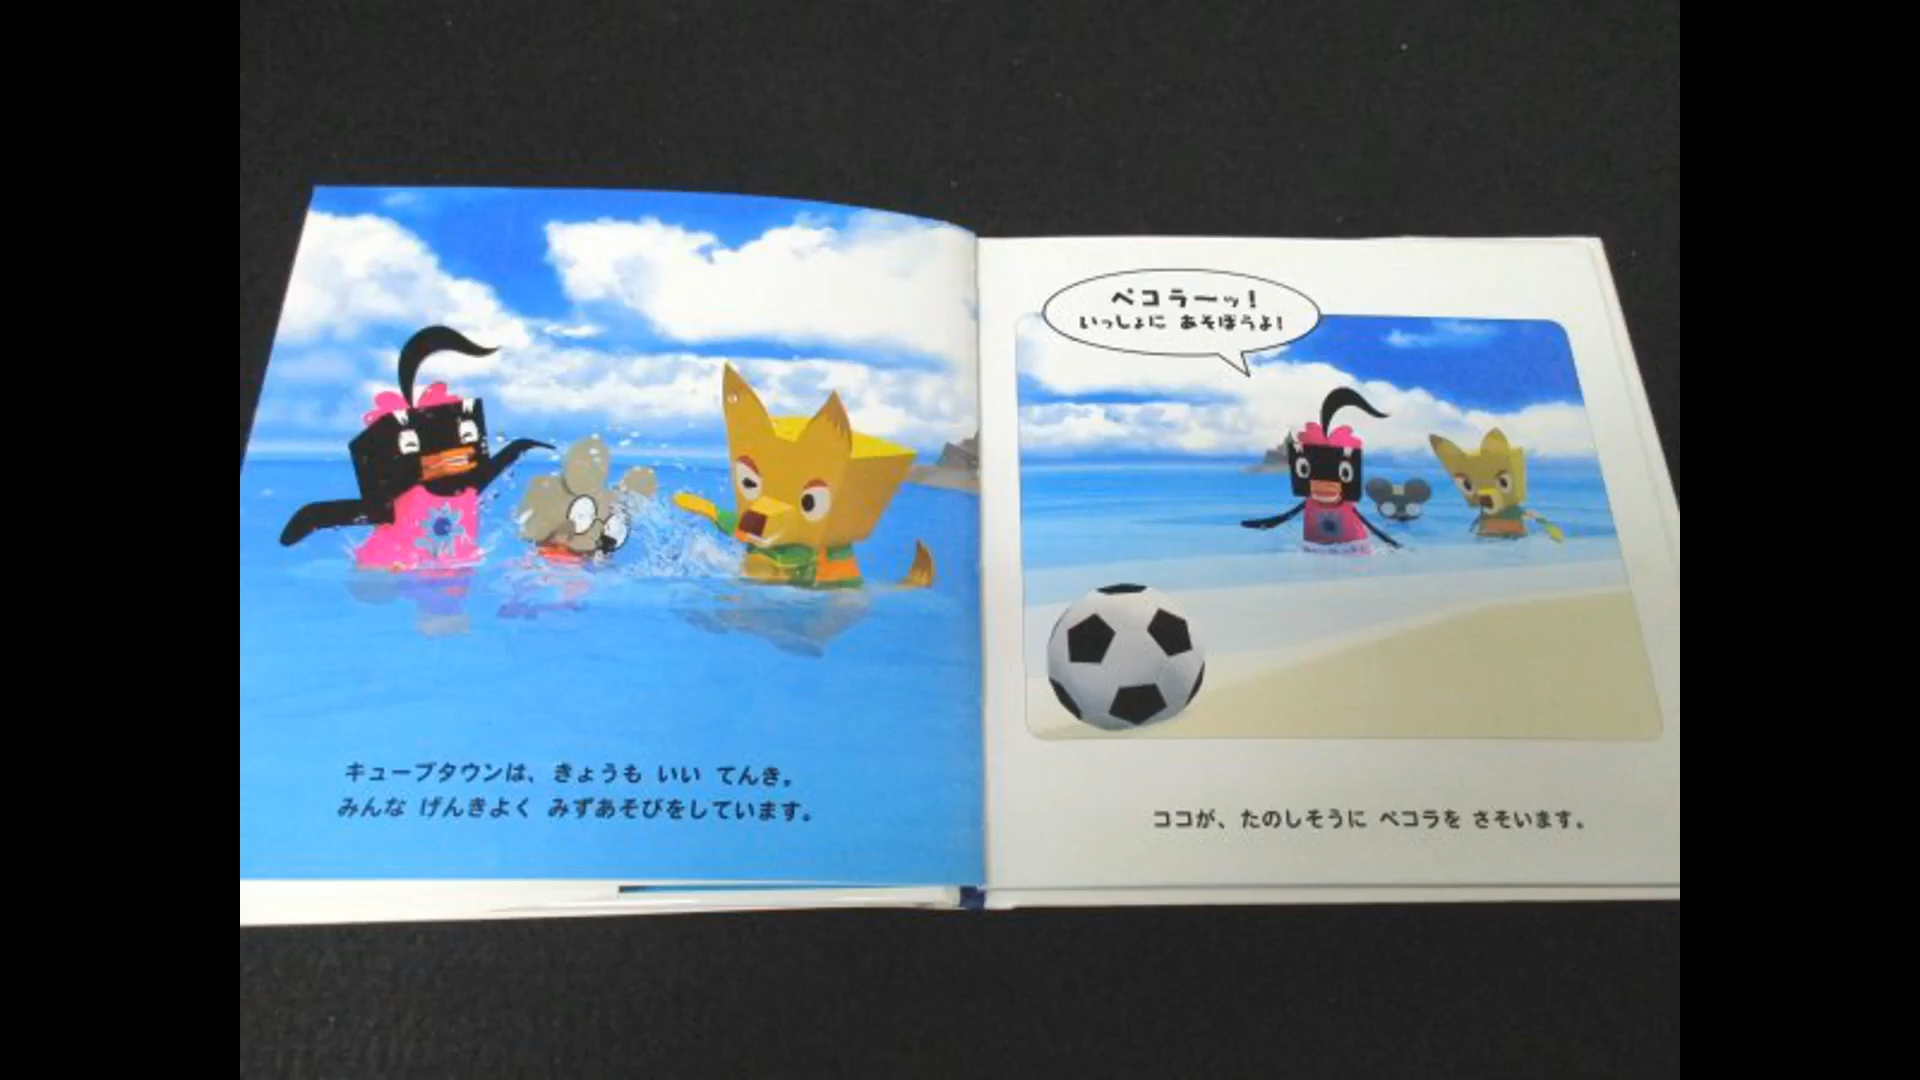 キューブタウンは、きょうも いい てんき。
みんな げんきよく みずあそびをしています。
ペコラーッ!
いっしょに あそぼうよ!
ココが、たのしそうに ペコラを さそいます。